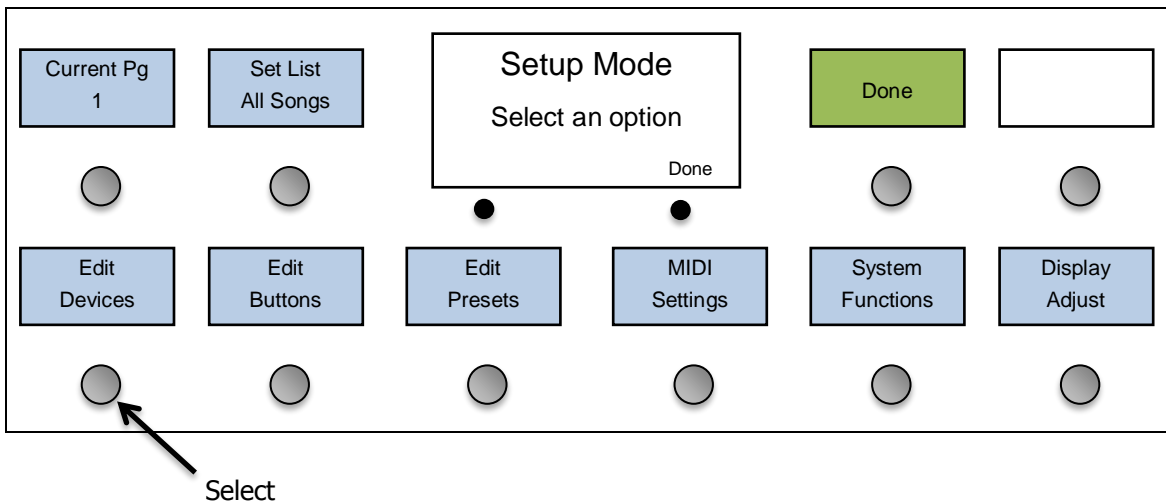 Current Pg
1
Set List
All Songs
Setup Mode
Select an option
Done
Done
Edit
Devices
Edit
Buttons
Edit
Presets
MIDI
Settings
System
Functions
Display
Adjust
Select